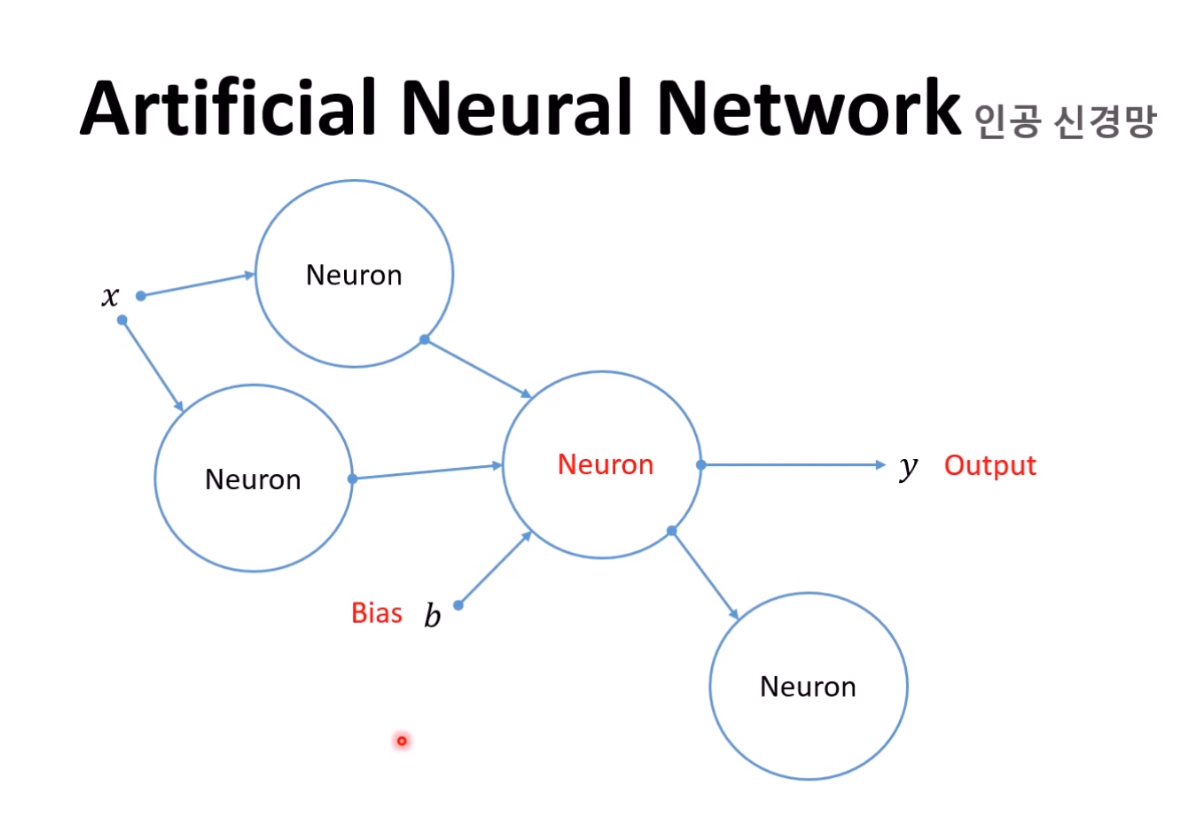 Artificial Neural Network 인공 신경망
Neuron
x
Neuron
Neuron
y Output
Bias b
Neuron